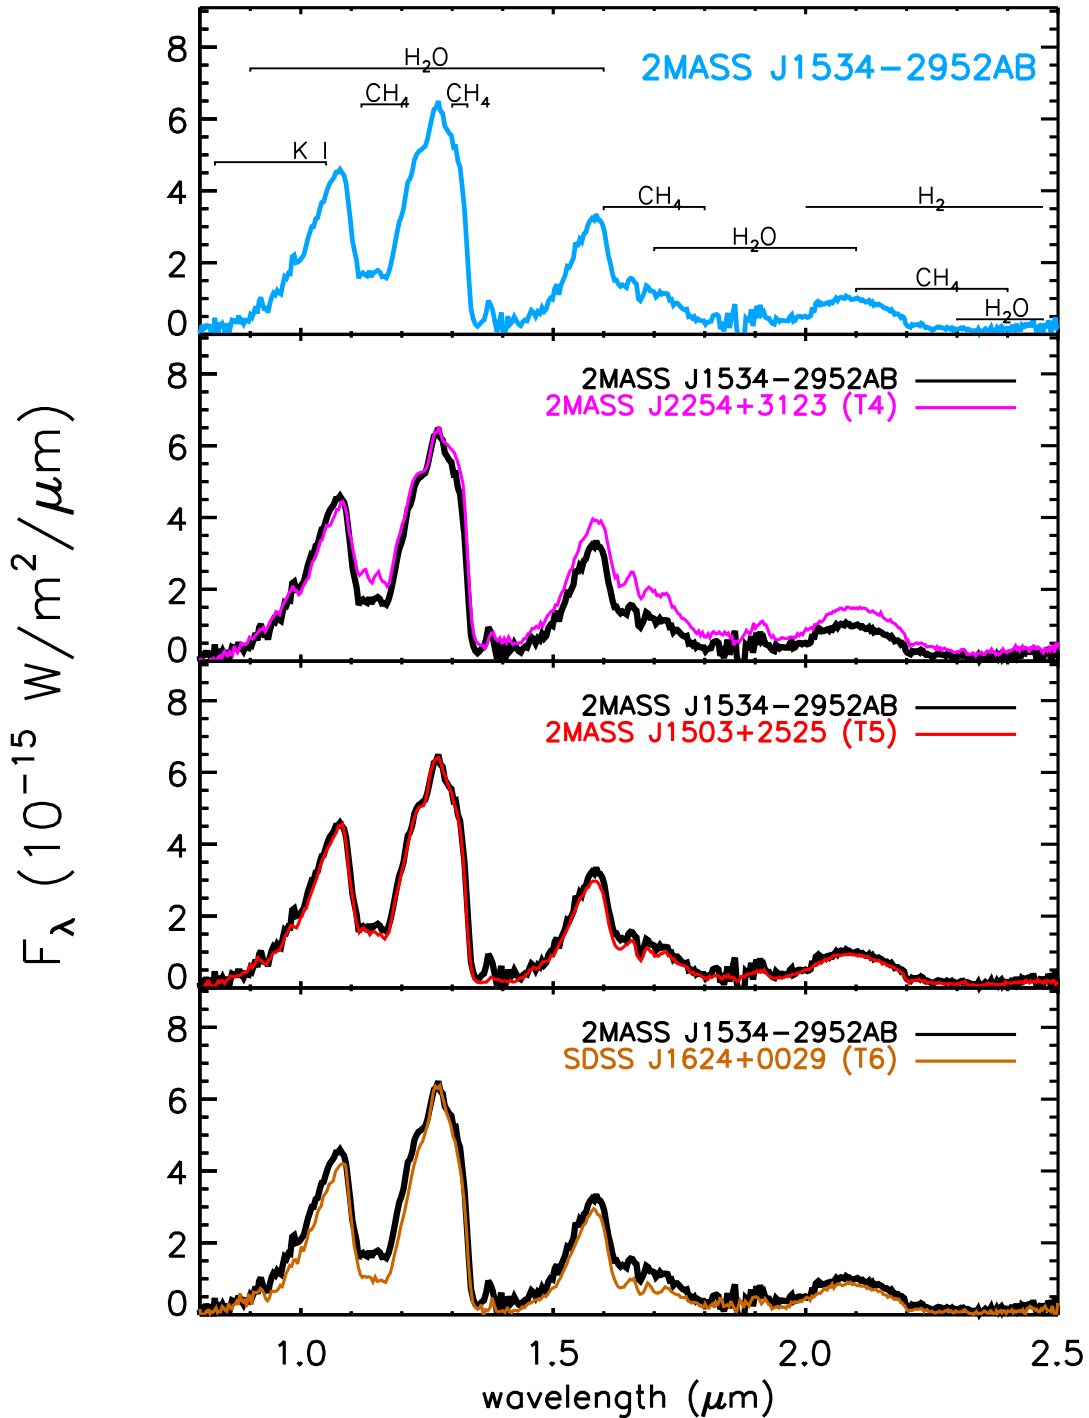 8
6
4
2
0
2MASS J1534−2952AB
H₂O
CH₄
CH₄
K I
CH₄
H₂
H₂O
CH₄
H₂O
8
6
4
2
0
2MASS J1534−2952AB
2MASS J2254+3123 (T4)
8
6
4
2
0
2MASS J1534−2952AB
2MASS J1503+2525 (T5)
8
6
4
2
0
2MASS J1534−2952AB
SDSS J1624+0029 (T6)
F_λ (10⁻¹⁵ W/m²/μm)
1.0 1.5 2.0 2.5
wavelength (μm)